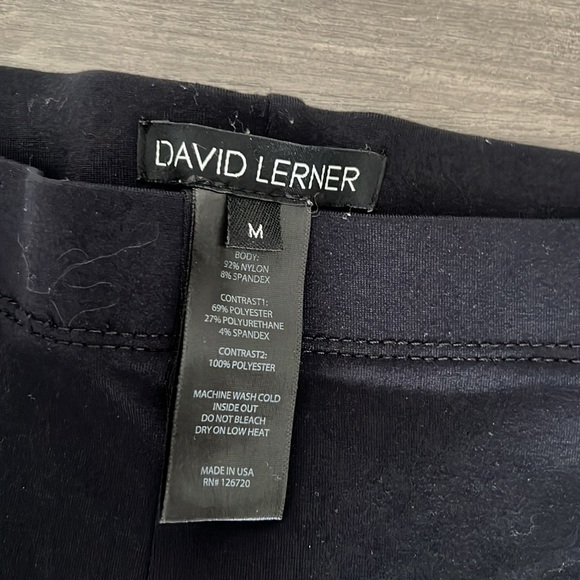 DAVID LERNER
M
BODY:
92% NYLON
8% SPANDEX
CONTRAST1:
69% POLYESTER
27% POLYURETHANE
4% SPANDEX
CONTRAST2:
100% POLYESTER
MACHINE WASH COLD
INSIDE OUT
DO NOT BLEACH
DRY ON LOW HEAT
MADE IN USA
RN# 126720